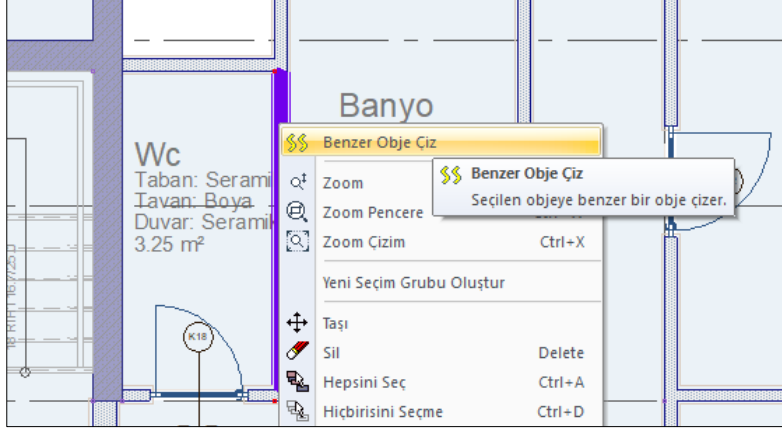 Banyo
Wc
Taban: Serami
Tavan: Boya
Duvar: Seramik
3.25 m²
K18
Benzer Obje Çiz
Benzer Obje Çiz
Seçilen objeye benzer bir obje çizer.
Zoom
Zoom Pencere
Zoom Çizim Ctrl+X
Yeni Seçim Grubu Oluştur
Taşı
Sil Delete
Hepsini Seç Ctrl+A
Hiçbirisini Seçme Ctrl+D